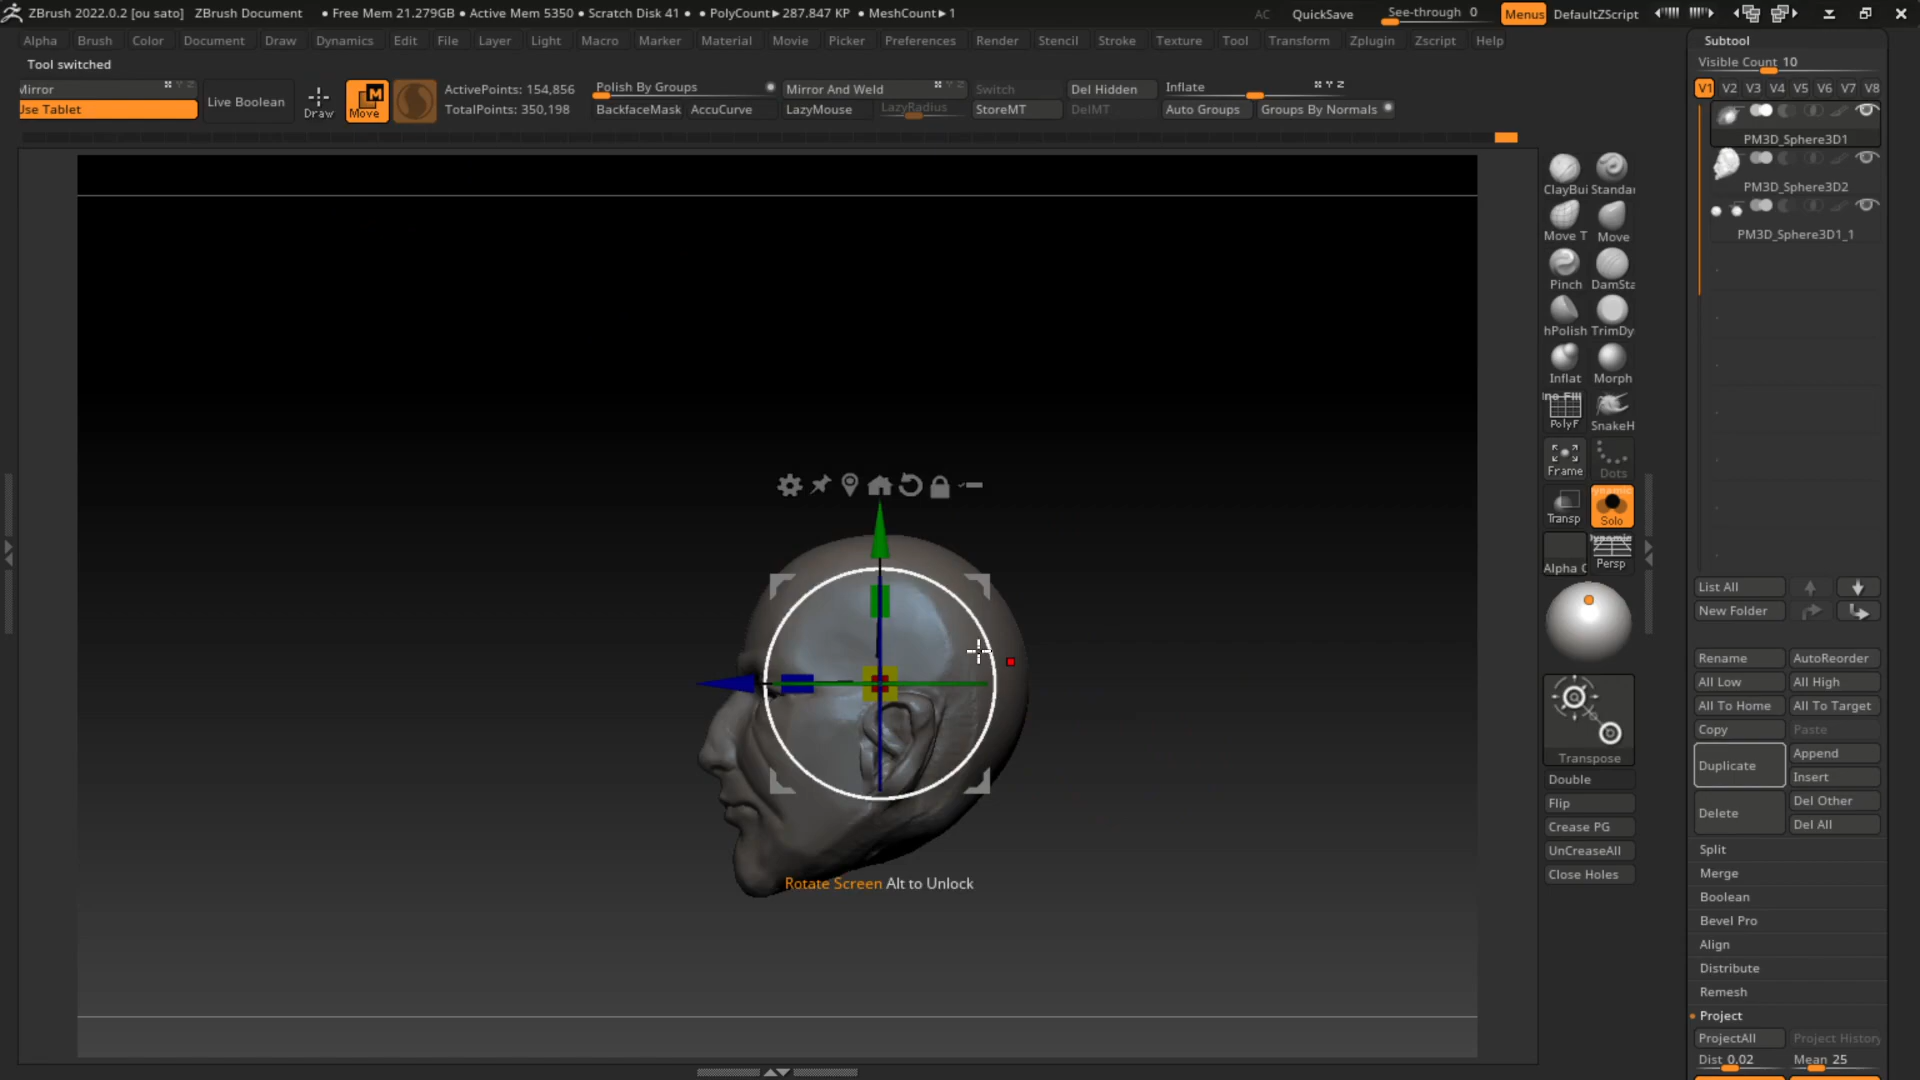 ZBrush 2022.0.2 [ou sato] ZBrush Document • Free Mem 21.279GB • Active Mem 5350 • Scratch Disk 41 • • PolyCount▸ 287.847 KP • MeshCount▸ 1 AC QuickSave See-through 0 Menus DefaultZScript
Alpha Brush Color Document Draw Dynamics Edit File Layer Light Macro Marker Material Movie Picker Preferences Render Stencil Stroke Texture Tool Transform Zplugin Zscript Help
Tool switched
Mirror
Use Tablet
Live Boolean
Draw
Move
ActivePoints: 154,856
TotalPoints: 350,198
Polish By Groups
BackfaceMask AccuCurve
Mirror And Weld
LazyMouse LazyRadius
Switch
StoreMT
Del Hidden
DelMT
Inflate
Auto Groups Groups By Normals
ClayBui Standa
Move T Move
Pinch DamSta
hPolish TrimDy
Inflat Morph
PolyF SnakeH
Frame Dots
Transp Solo
Alpha Persp
Transpose
Double
Flip
Crease PG
UnCreaseAll
Close Holes
Rotate Screen Alt to Unlock
Subtool
Visible Count 10
V1 V2 V3 V4 V5 V6 V7 V8
PM3D_Sphere3D1
PM3D_Sphere3D2
PM3D_Sphere3D1_1
List All
New Folder
Rename AutoReorder
All Low All High
All To Home All To Target
Copy Paste
Duplicate Append
Insert
Delete Del Other
Del All
Split
Merge
Boolean
Bevel Pro
Align
Distribute
Remesh
Project
ProjectAll Project History
Dist 0.02 Mean 25